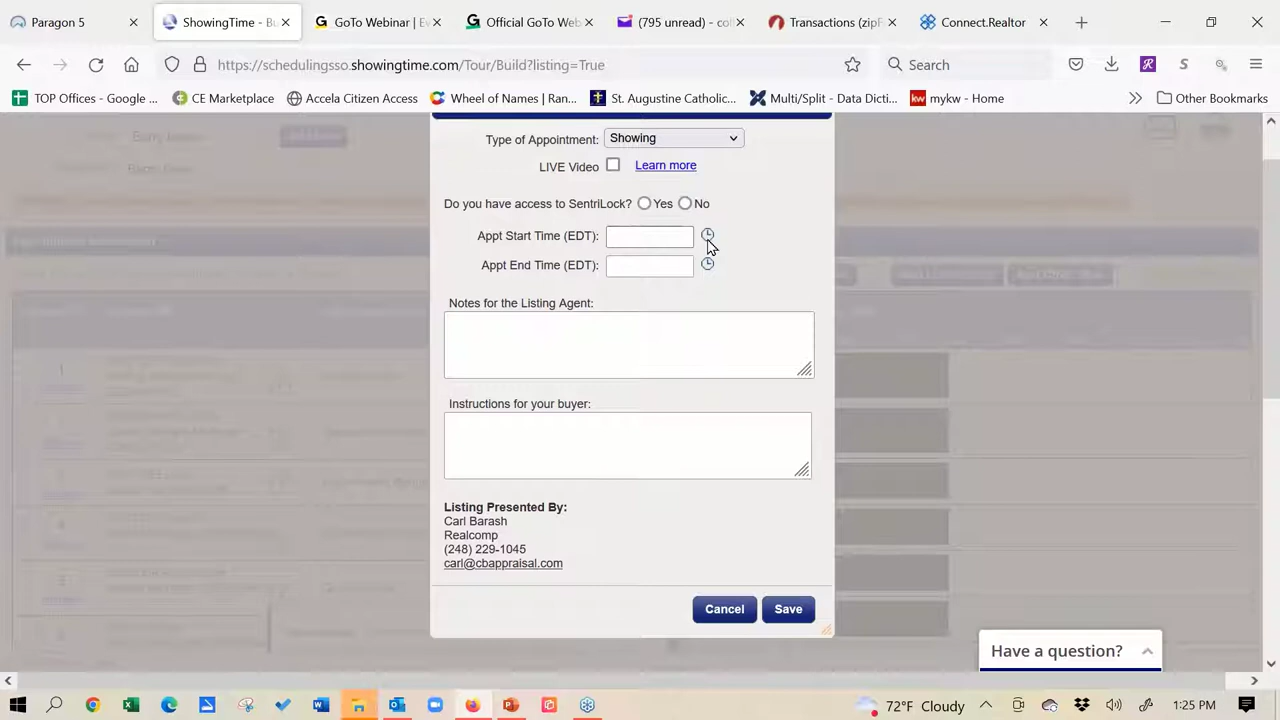 Paragon 5
ShowingTime - Bu
GoTo Webinar | Ev
Official GoTo Web
(795 unread) - coll
Transactions (zipF
Connect.Realtor
https://schedulingsso.showingtime.com/Tour/Build?listing=True
Search
TOP Offices - Google ...
CE Marketplace
Accela Citizen Access
Wheel of Names | Ran...
St. Augustine Catholic...
Multi/Split - Data Dicti...
mykw - Home
Other Bookmarks
Type of Appointment: Showing
LIVE Video Learn more
Do you have access to SentriLock? Yes No
Appt Start Time (EDT):
Appt End Time (EDT):
Notes for the Listing Agent:
Instructions for your buyer:
Listing Presented By:
Carl Barash
Realcomp
(248) 229-1045
carl@cbappraisal.com
Cancel Save
Have a question?
72°F Cloudy
1:25 PM